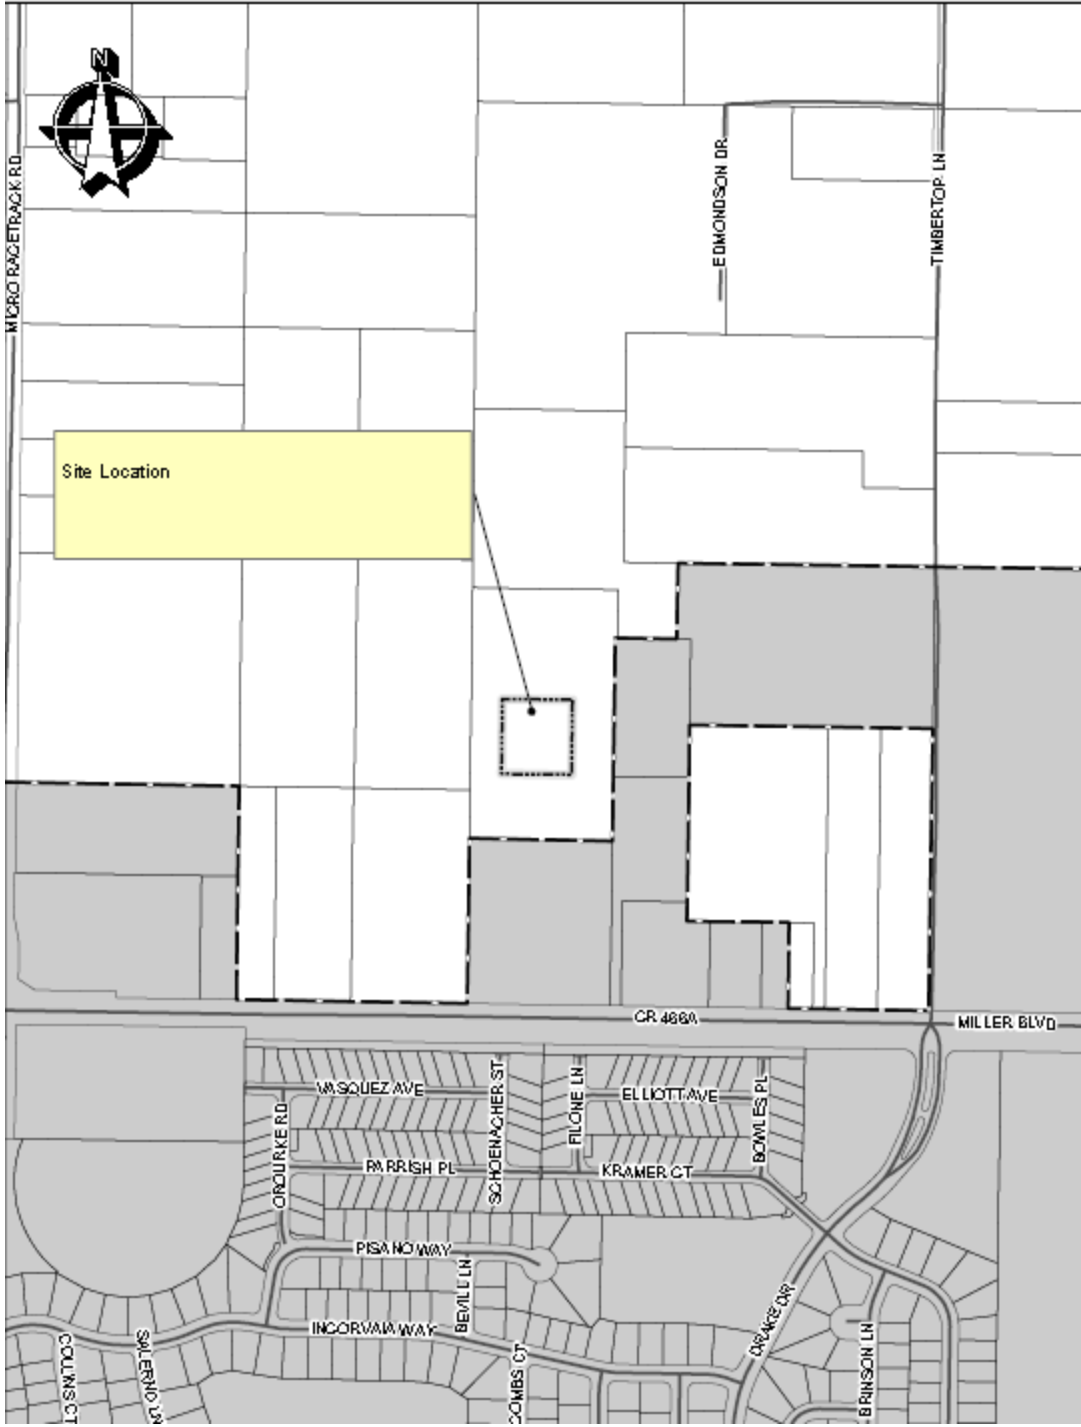 N
MICRO RACETRACK RD
EDMONDSON DR
TIMBERTOP LN
Site Location
CR 466A
MILLER BLVD
VASQUEZ AVE
SCHOENACHER ST
FILONE LN
ELLIOTT AVE
BOWLES PL
OROURKE RD
PARRISH PL
KRAMER CT
PISANO WAY
BEVILL LN
INCORVAIA WAY
DRAKE DR
BRINSON LN
COMBS CT
SALERNO LN